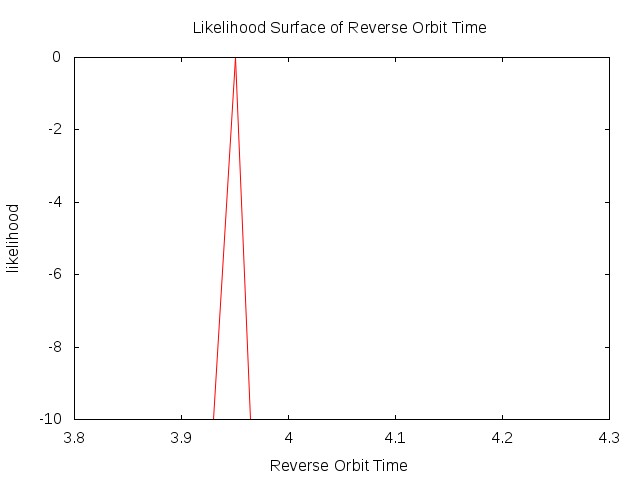 Likelihood Surface of Reverse Orbit Time
0
-2
-4
-6
-8
-10
likelihood
3.8 3.9 4 4.1 4.2 4.3
Reverse Orbit Time